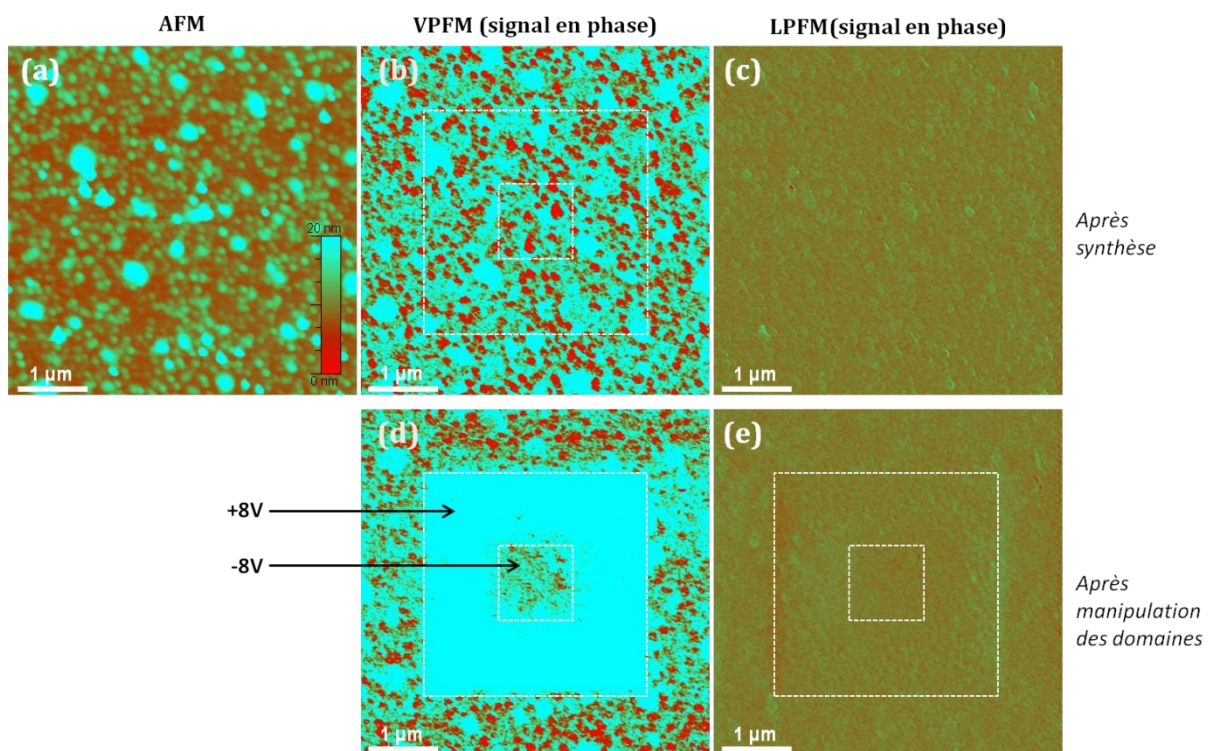 AFM
VPFM (signal en phase)
LPFM(signal en phase)
(a)
20 nm
0 nm
1 µm
(b)
1 µm
(c)
1 µm
Après
synthèse
(d)
+8V
-8V
1 µm
(e)
1 µm
Après
manipulation
des domaines